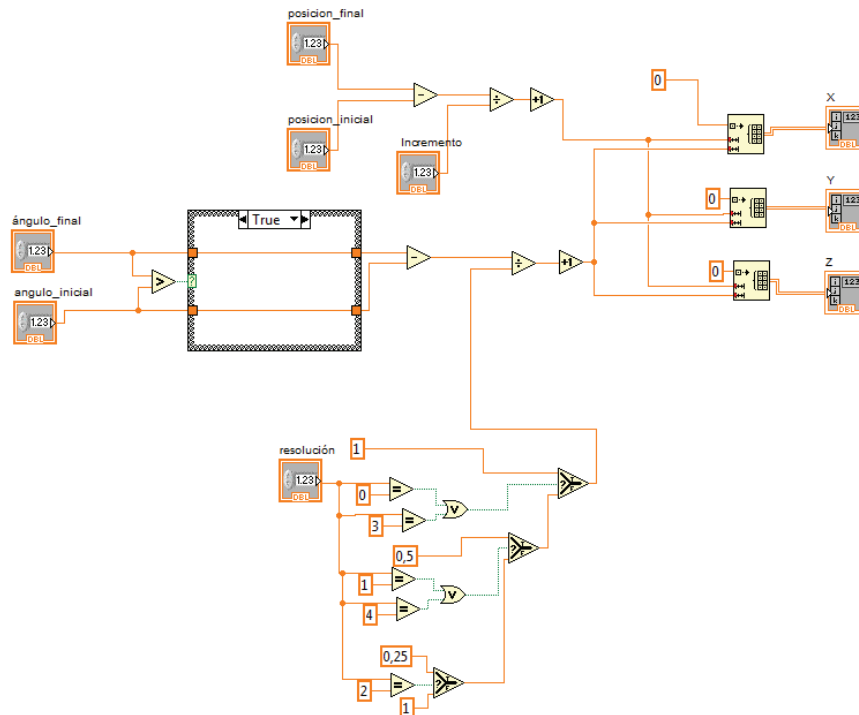 posicion_final
1.23
DBL
posicion_inicial
1.23
DBL
Incremento
1.23
DBL
-
÷
+1
0
X
i
j
k
123
DBL
0
Y
i
j
k
123
DBL
0
Z
i
j
k
123
DBL
ángulo_final
1.23
DBL
angulo_inicial
1.23
DBL
>
True
?
-
÷
+1
resolución
1.23
DBL
1
0
=
V
3
=
? T F
0,5
1
=
V
4
=
? T F
0,25
2
=
1
? T F